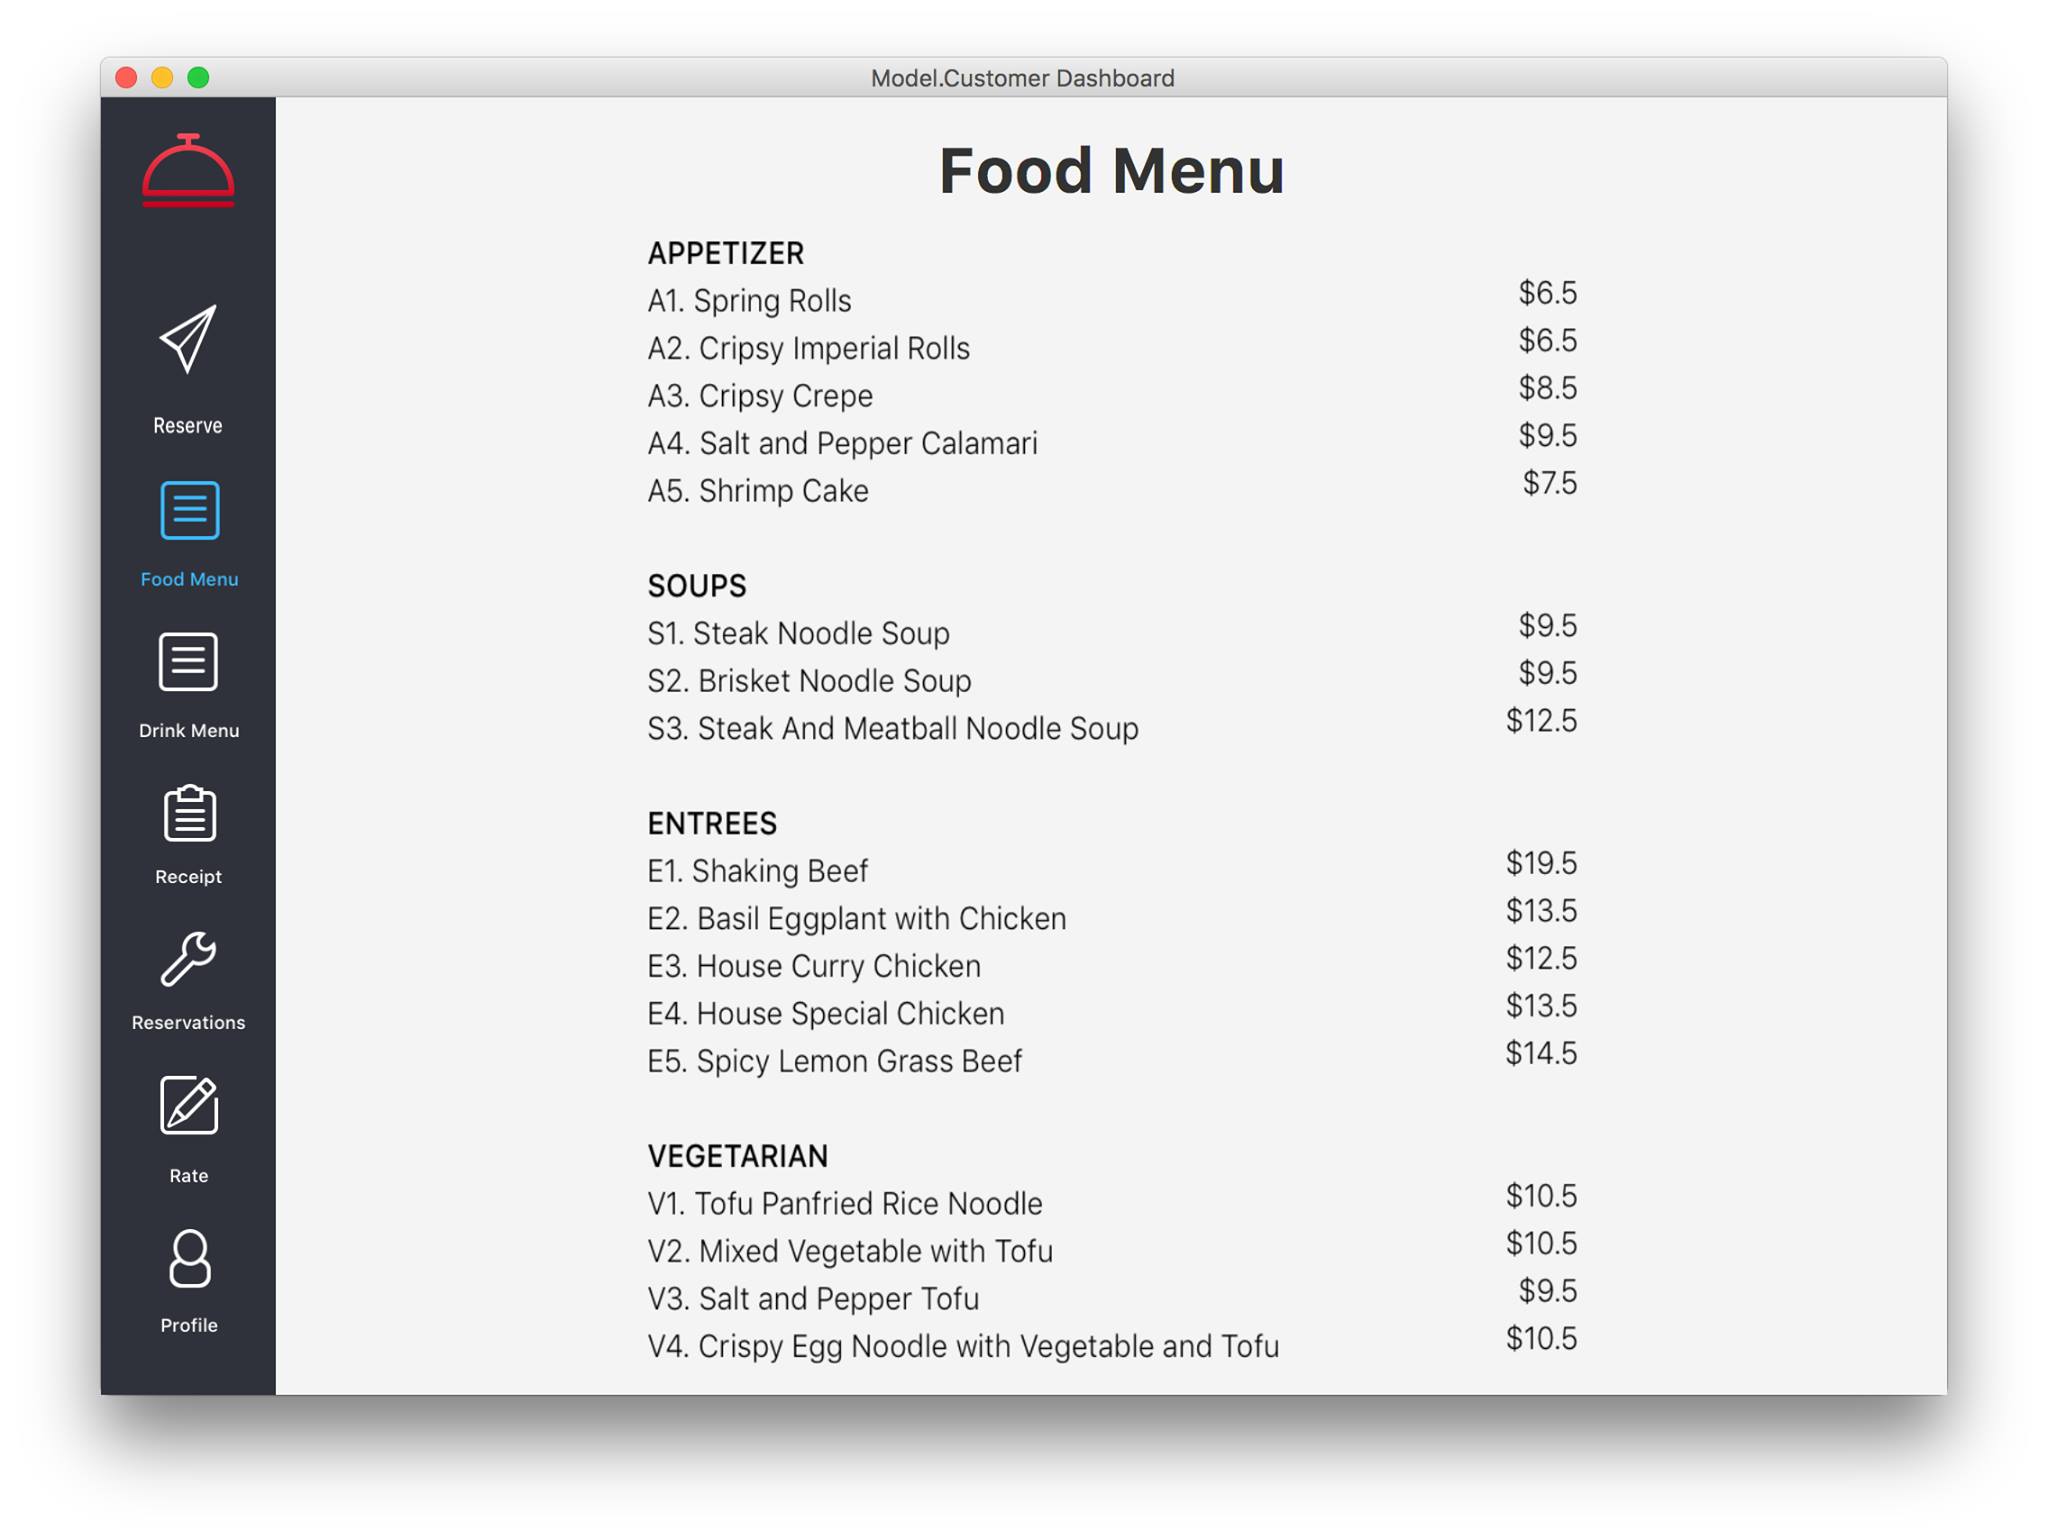 Model.Customer Dashboard
Reserve
Food Menu
Drink Menu
Receipt
Reservations
Rate
Profile
Food Menu
APPETIZER
A1. Spring Rolls $6.5
A2. Cripsy Imperial Rolls $6.5
A3. Cripsy Crepe $8.5
A4. Salt and Pepper Calamari $9.5
A5. Shrimp Cake $7.5
SOUPS
S1. Steak Noodle Soup $9.5
S2. Brisket Noodle Soup $9.5
S3. Steak And Meatball Noodle Soup $12.5
ENTREES
E1. Shaking Beef $19.5
E2. Basil Eggplant with Chicken $13.5
E3. House Curry Chicken $12.5
E4. House Special Chicken $13.5
E5. Spicy Lemon Grass Beef $14.5
VEGETARIAN
V1. Tofu Panfried Rice Noodle $10.5
V2. Mixed Vegetable with Tofu $10.5
V3. Salt and Pepper Tofu $9.5
V4. Crispy Egg Noodle with Vegetable and Tofu $10.5